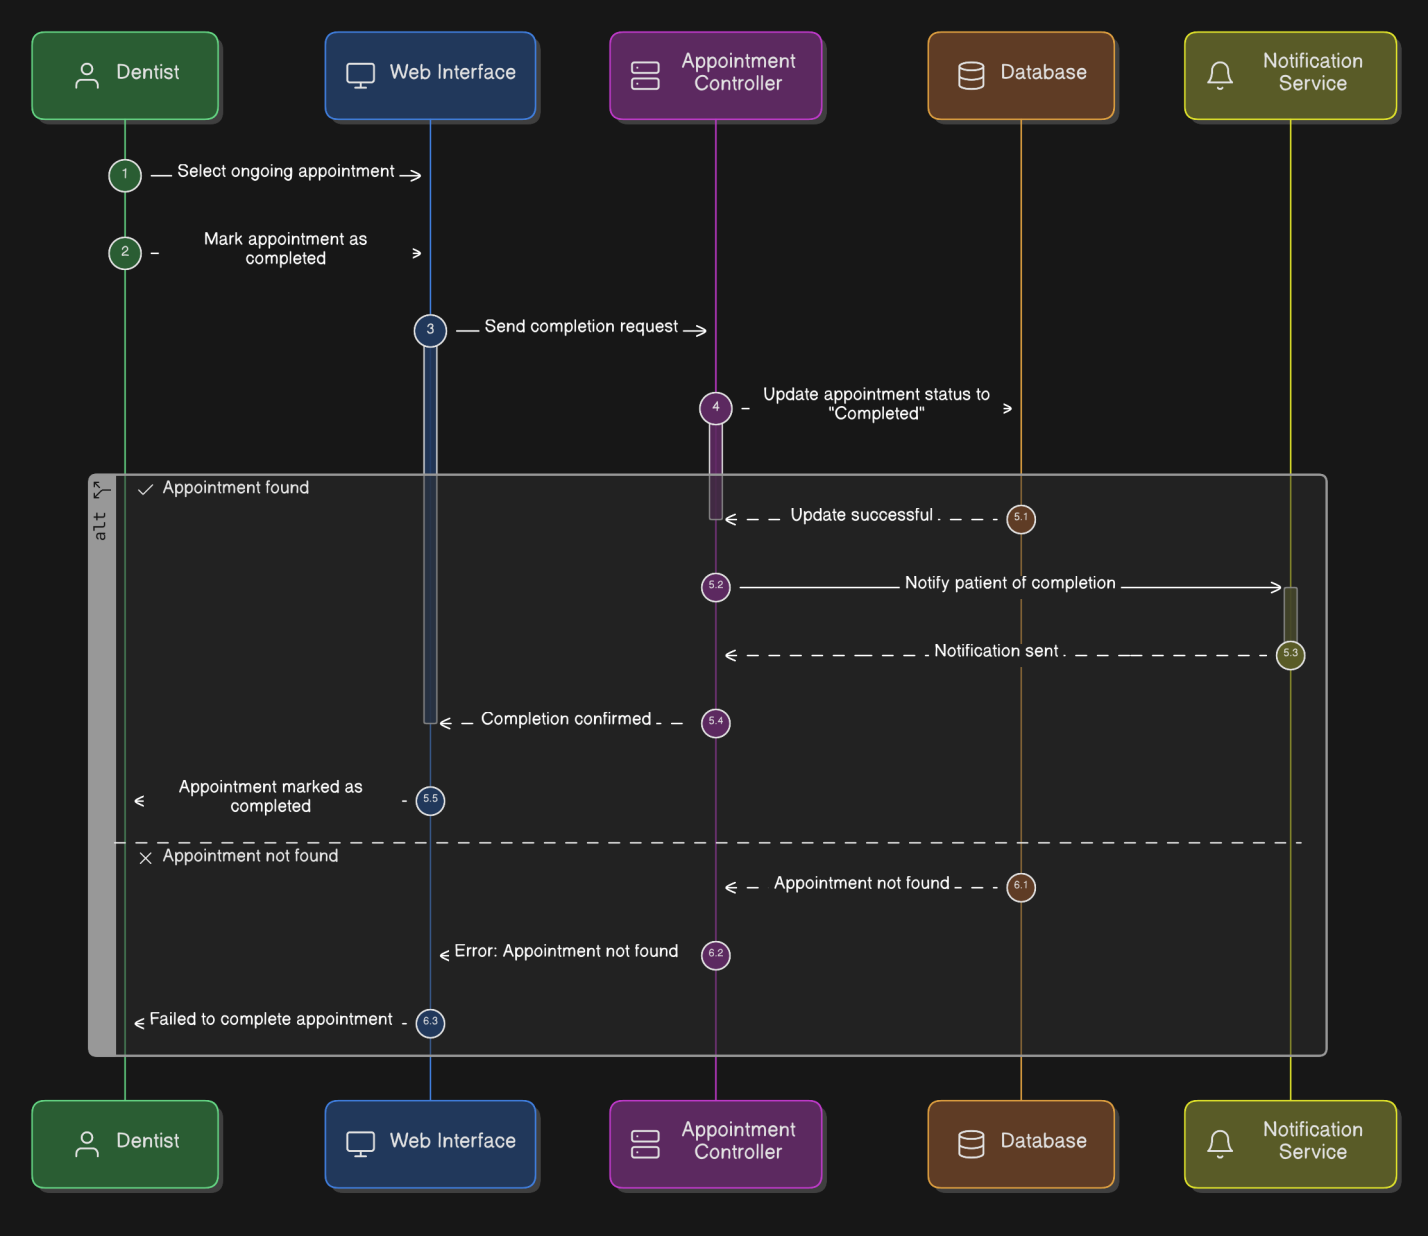 Dentist
Web Interface
Appointment
Controller
Database
Notification
Service
1
Select ongoing appointment
2
Mark appointment as
completed
3
Send completion request
4
Update appointment status to
"Completed"
alt
Appointment found
Update successful
5.1
5.2
Notify patient of completion
Notification sent
5.3
Completion confirmed
5.4
Appointment marked as
completed
5.5
Appointment not found
Appointment not found
6.1
Error: Appointment not found
6.2
Failed to complete appointment
6.3
Dentist
Web Interface
Appointment
Controller
Database
Notification
Service